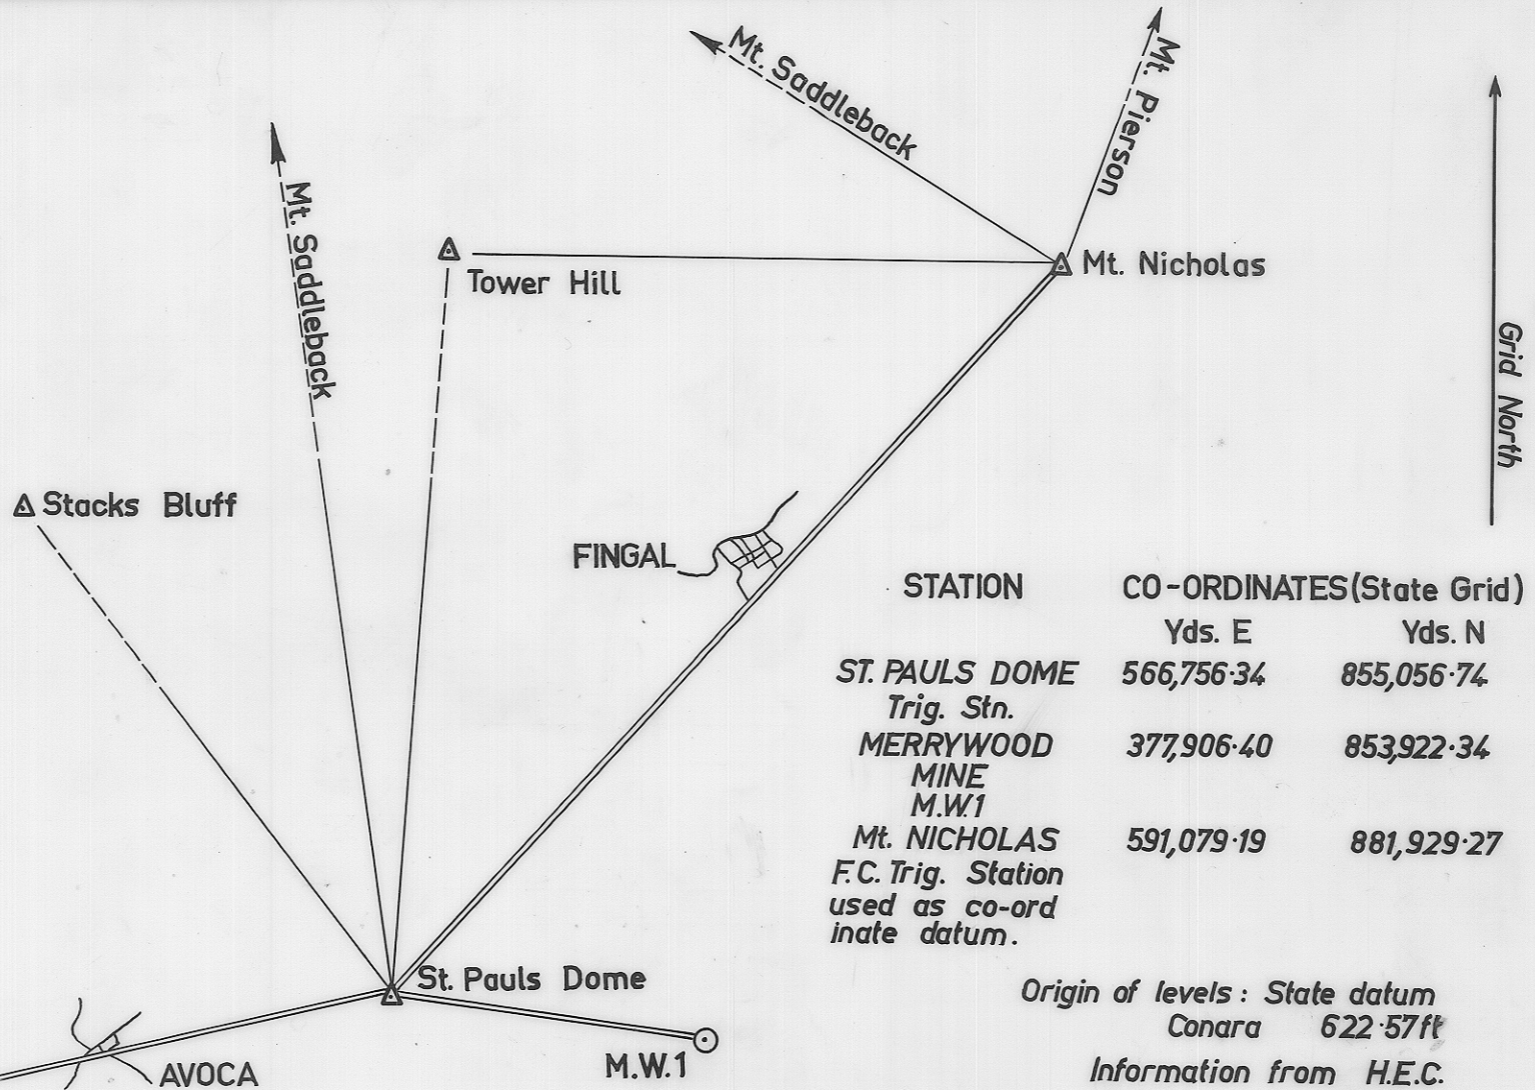 Mt. Saddleback
Mt. Pierson
Mt. Saddleback
Tower Hill
Mt. Nicholas
Grid North
Stacks Bluff
FINGAL
STATION CO-ORDINATES (State Grid)
Yds. E Yds. N
ST. PAULS DOME 566,756·34 855,056·74
Trig. Stn.
MERRYWOOD 377,906·40 853,922·34
MINE
M.W.1
Mt. NICHOLAS 591,079·19 881,929·27
F.C. Trig. Station
used as co-ord
inate datum.
St. Pauls Dome
M.W.1
AVOCA
Origin of levels : State datum
Conara 622·57ft
Information from H.E.C.